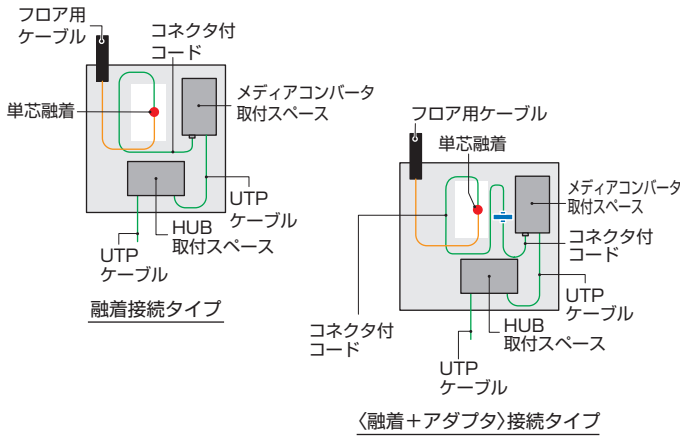 フロア用
ケーブル
コネクタ付
コード
単芯融着
メディアコンバータ
取付スペース
UTP
ケーブル
HUB
取付スペース
UTP
ケーブル
融着接続タイプ
フロア用ケーブル
単芯融着
メディアコンバータ
取付スペース
コネクタ付
コード
UTP
ケーブル
コネクタ付
コード
HUB
取付スペース
UTP
ケーブル
〈融着＋アダプタ〉接続タイプ